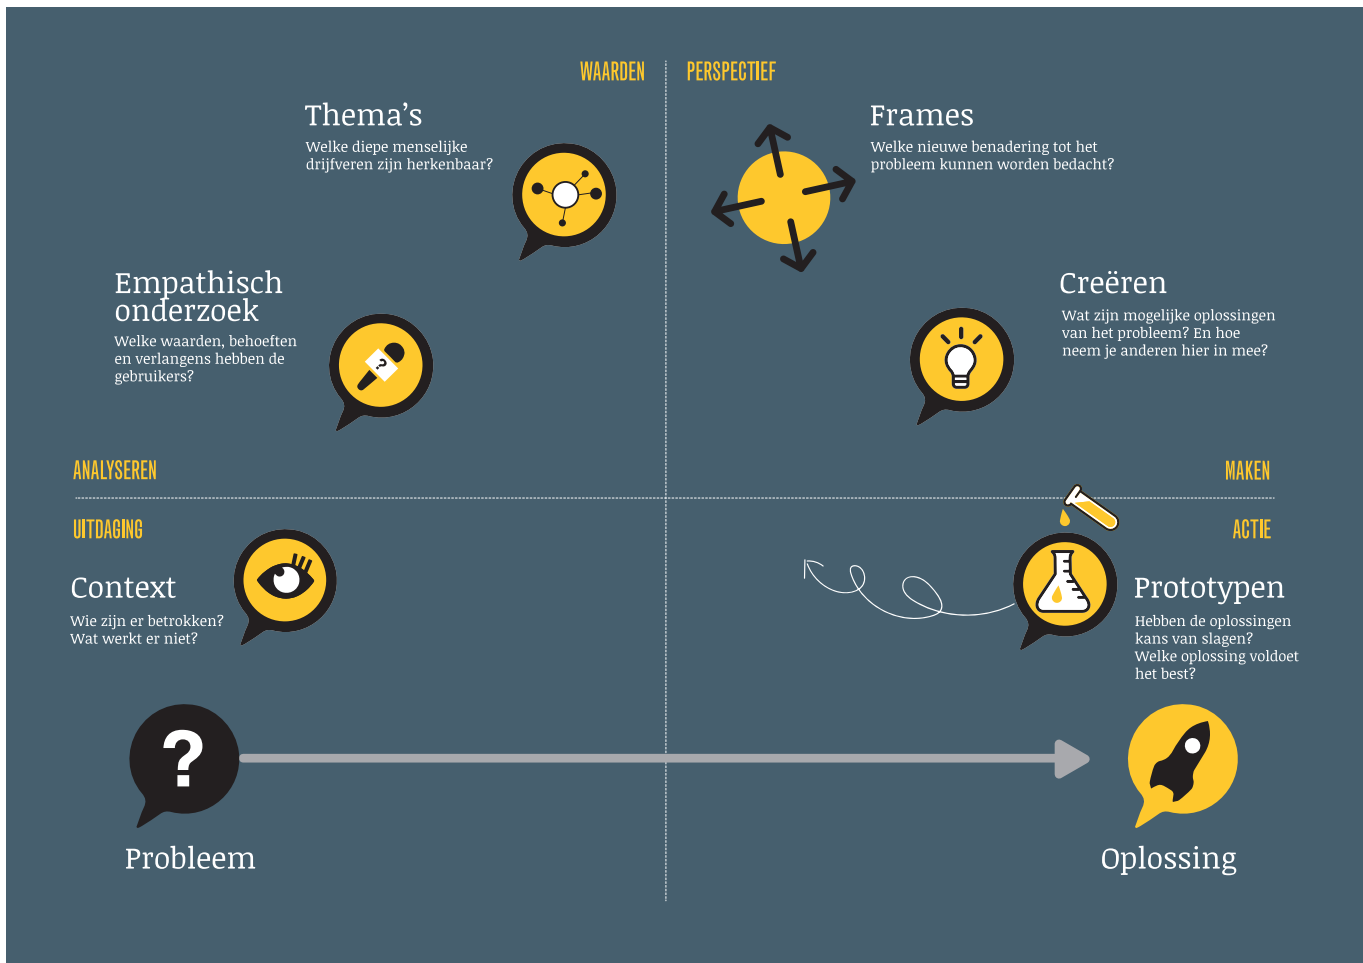 WAARDEN
PERSPECTIEF
Thema's
Welke diepe menselijke
drijfveren zijn herkenbaar?
Frames
Welke nieuwe benadering tot het
probleem kunnen worden bedacht?
Empathisch
onderzoek
Welke waarden, behoeften
en verlangens hebben de
gebruikers?
?
Creëren
Wat zijn mogelijke oplossingen
van het probleem? En hoe
neem je anderen hier in mee?
ANALYSEREN
MAKEN
UITDAGING
ACTIE
Context
Wie zijn er betrokken?
Wat werkt er niet?
Prototypen
Hebben de oplossingen
kans van slagen?
Welke oplossing voldoet
het best?
?
Probleem
Oplossing